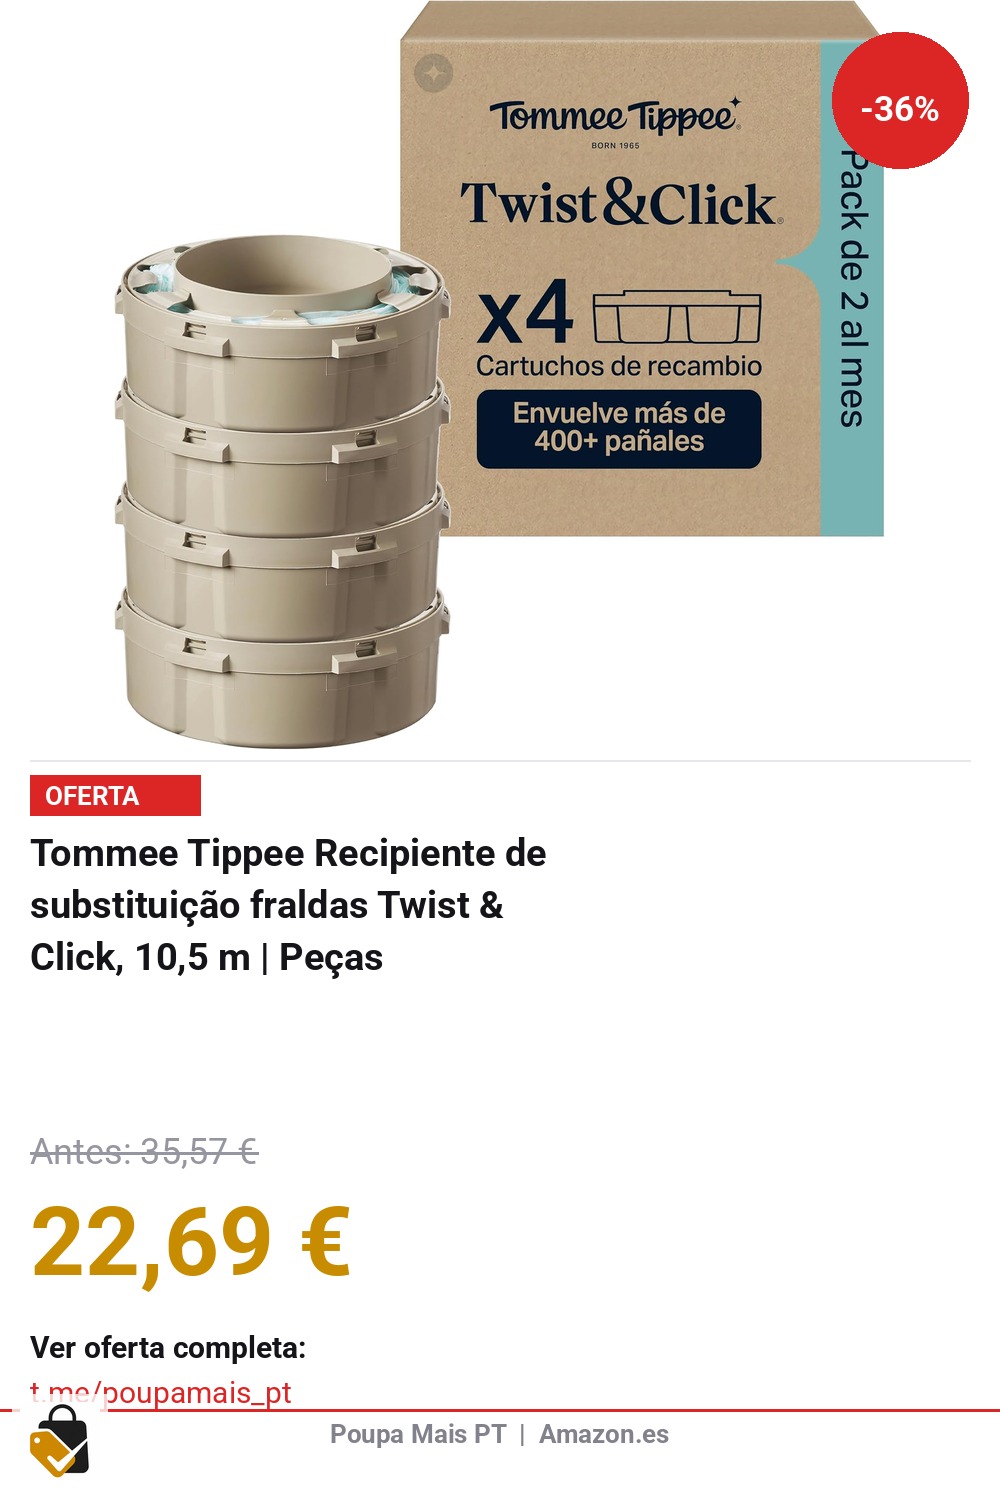 Tommee Tippee
BORN 1965
Twist&Click
x4
Cartuchos de recambio
Envuelve más de
400+ pañales
Pack de 2 al mes
-36%
OFERTA
Tommee Tippee Recipiente de
substituição fraldas Twist &
Click, 10,5 m | Peças
Antes: 35,57 €
22,69 €
Ver oferta completa:
t.me/poupamais_pt
Poupa Mais PT | Amazon.es